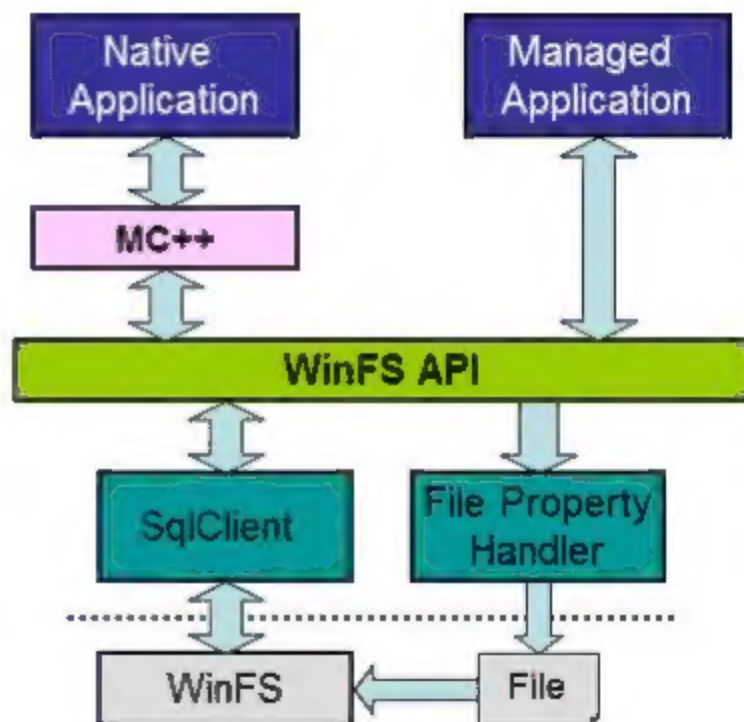 Native
Application
Managed
Application
MC++
WinFS API
SqlClient
File Property
Handler
WinFS
File